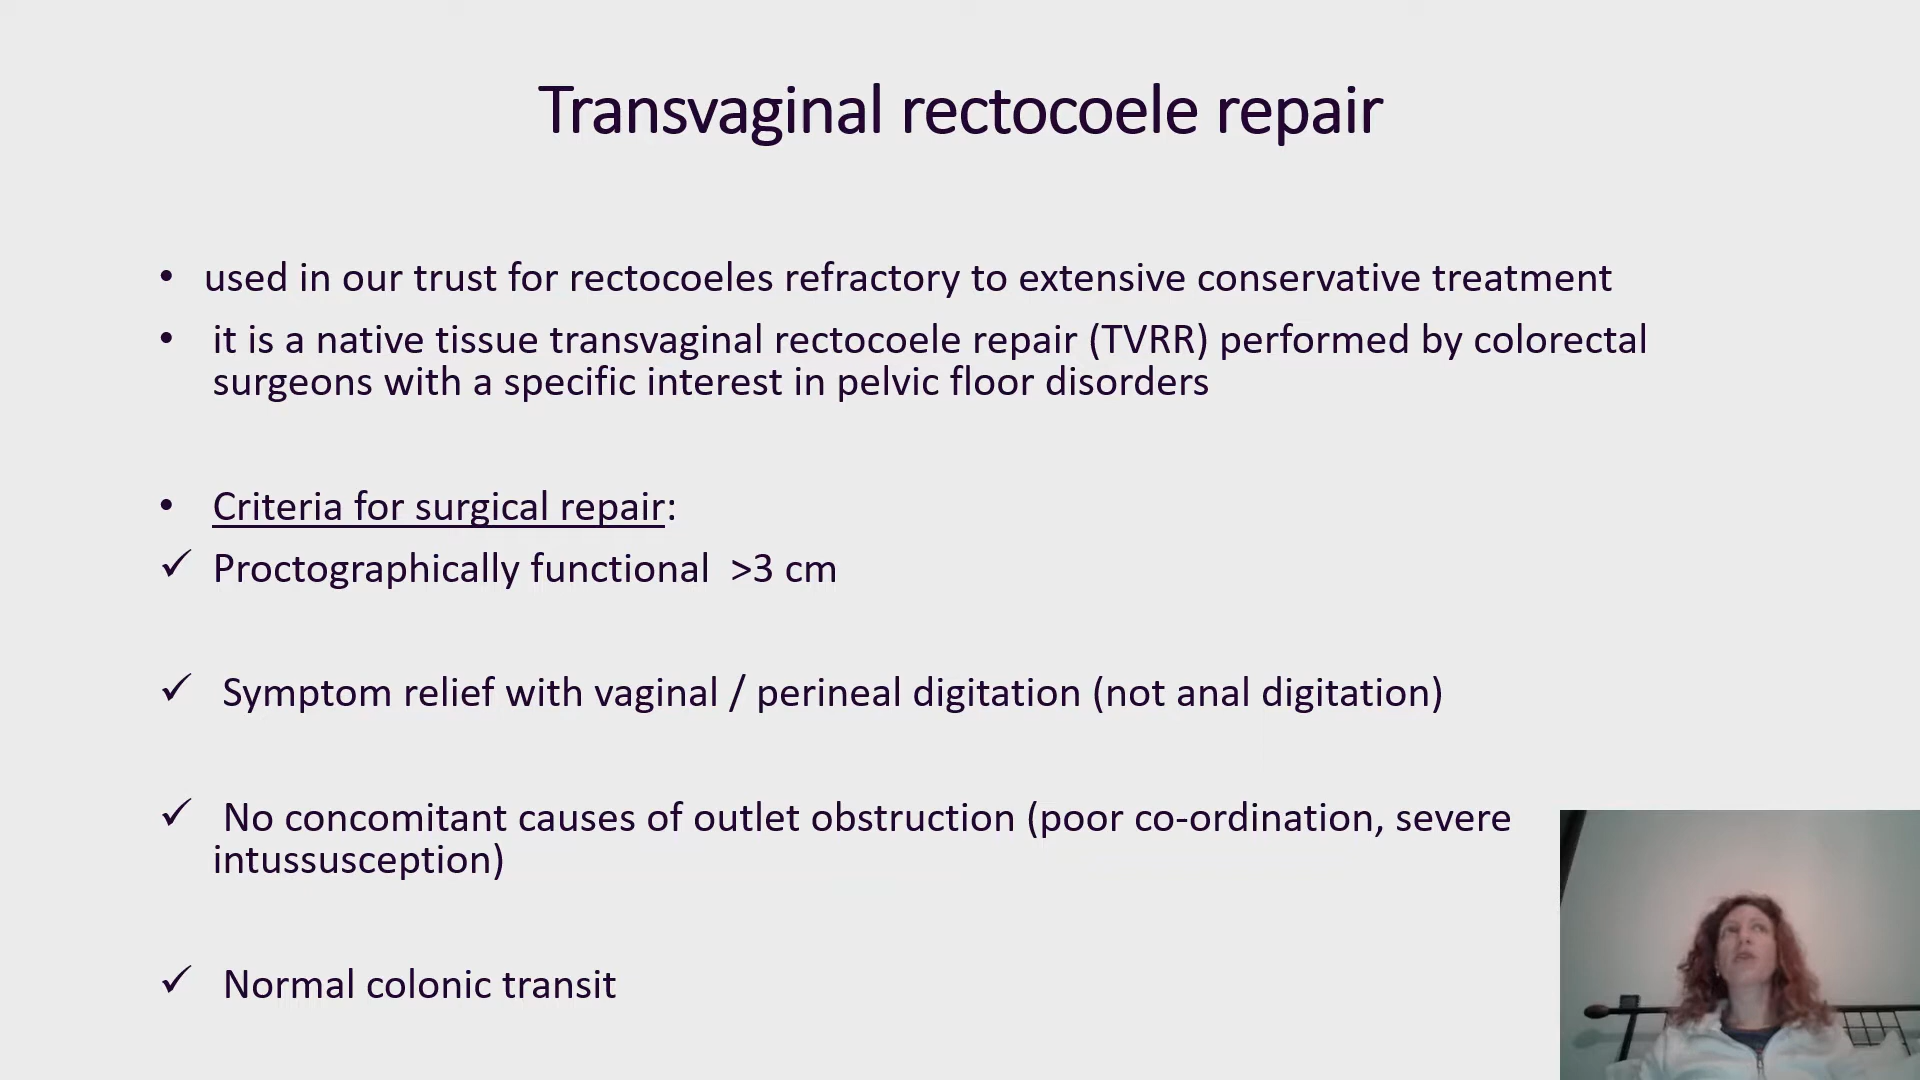 Transvaginal rectocoele repair
• used in our trust for rectocoeles refractory to extensive conservative treatment
• it is a native tissue transvaginal rectocoele repair (TVRR) performed by colorectal
surgeons with a specific interest in pelvic floor disorders
• Criteria for surgical repair:
✓ Proctographically functional >3 cm
✓ Symptom relief with vaginal / perineal digitation (not anal digitation)
✓ No concomitant causes of outlet obstruction (poor co-ordination, severe
intussusception)
✓ Normal colonic transit